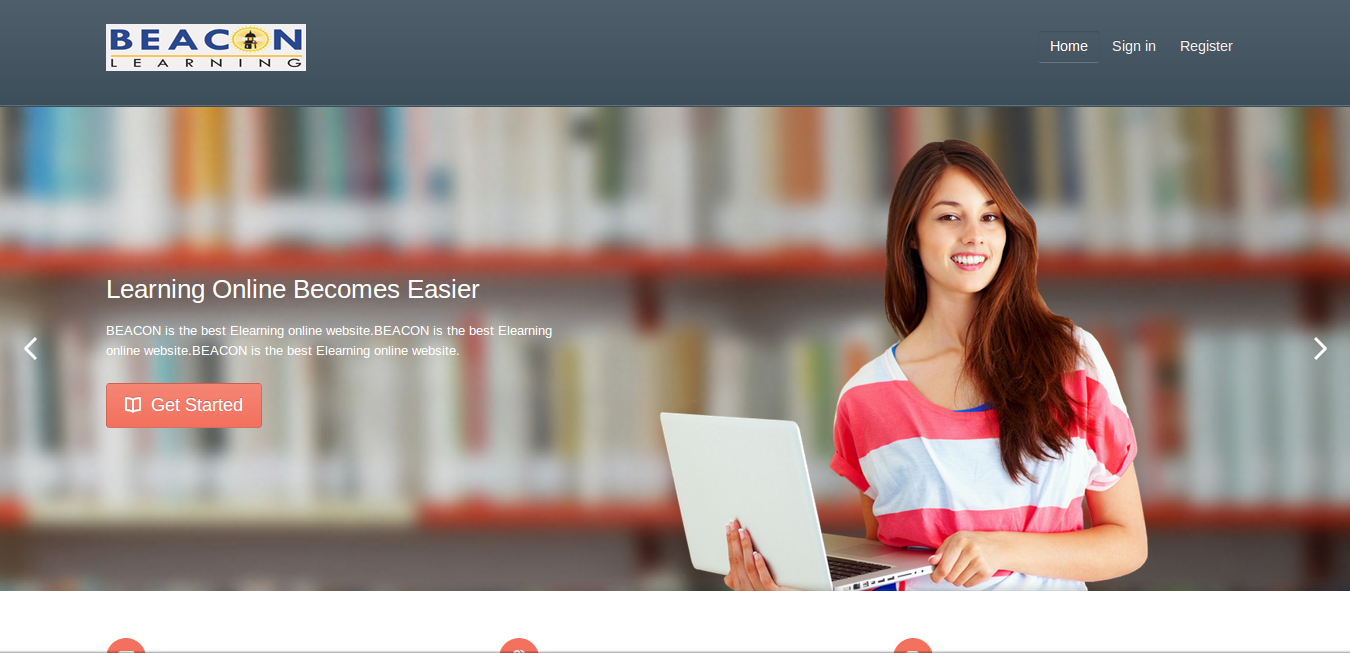 BEACON
LEARNING
Home
Sign in
Register
Learning Online Becomes Easier
BEACON is the best Elearning online website.BEACON is the best Elearning
online website.BEACON is the best Elearning online website.
Get Started